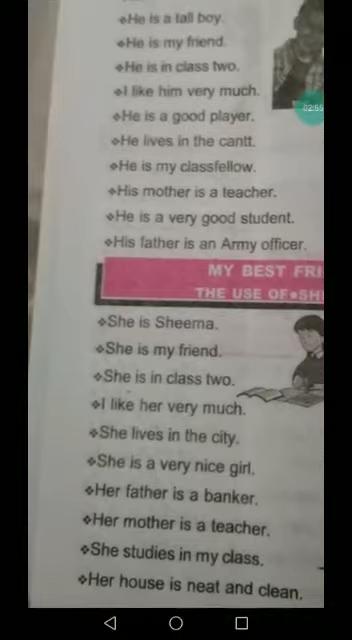 He is a tall boy.
He is my friend.
He is in class two.
I like him very much.
02:55
He is a good player.
He lives in the cantt.
He is my classfellow.
His mother is a teacher.
He is a very good student.
His father is an Army officer.
MY BEST FRI
THE USE OF•SH
She is Sheema.
She is my friend.
She is in class two.
I like her very much.
She lives in the city.
She is a very nice girl.
Her father is a banker.
Her mother is a teacher.
She studies in my class.
Her house is neat and clean.